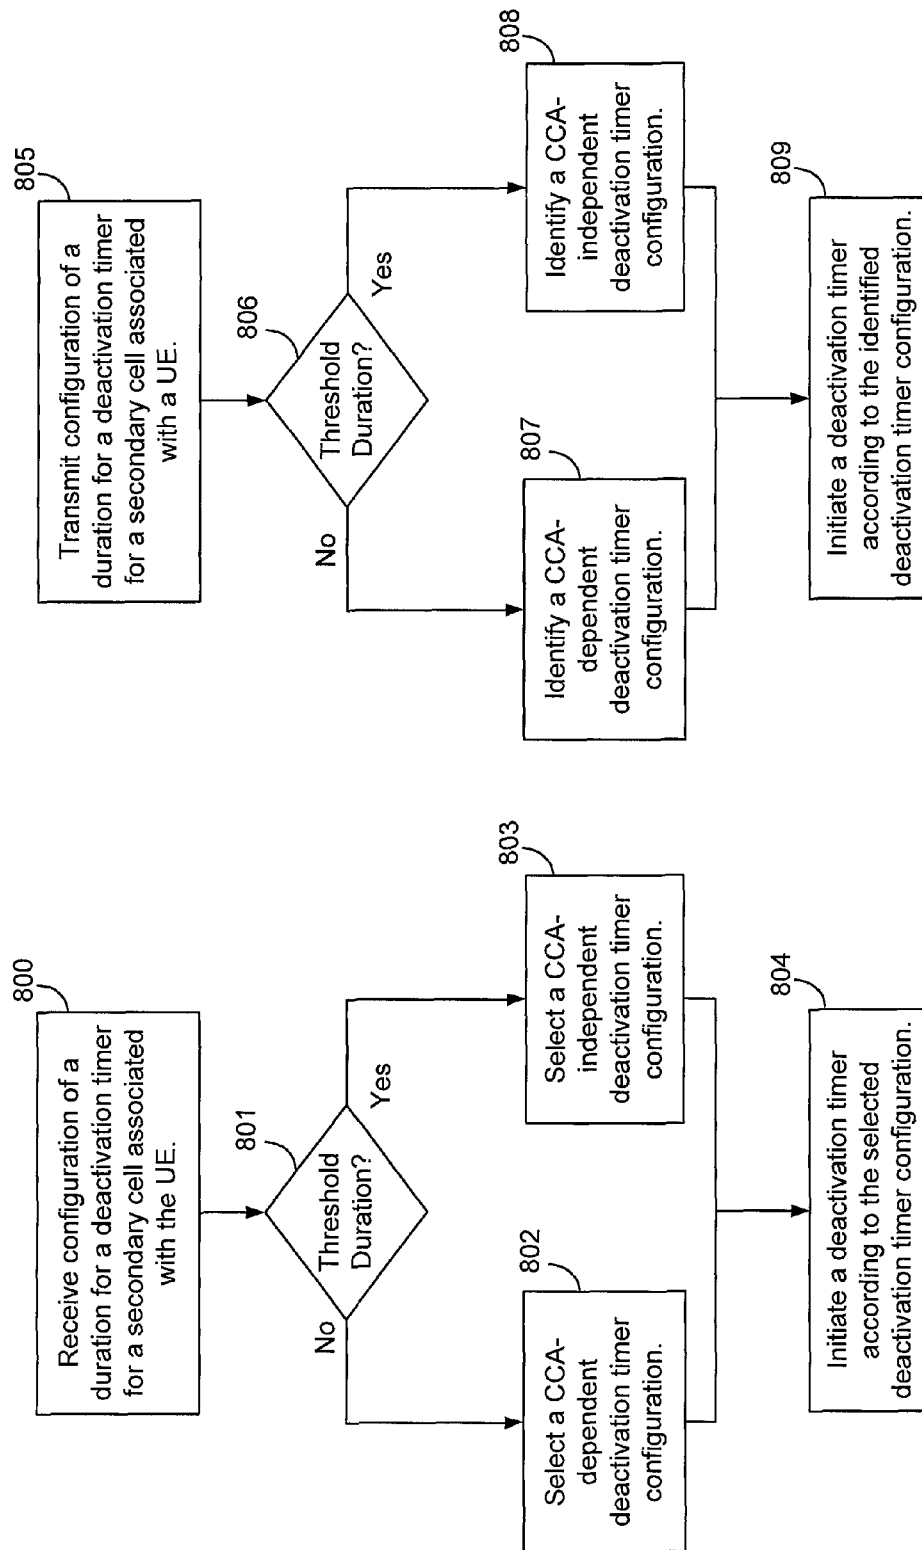 800
Receive configuration of a
duration for a deactivation timer
for a secondary cell associated
with the UE.
801
Threshold
Duration?
No
Yes
802
Select a CCA-
dependent
deactivation timer
configuration.
803
Select a CCA-
independent
deactivation timer
configuration.
804
Initiate a deactivation timer
according to the selected
deactivation timer configuration.
805
Transmit configuration of a
duration for a deactivation timer
for a secondary cell associated
with a UE.
806
Threshold
Duration?
No
Yes
807
Identify a CCA-
dependent
deactivation timer
configuration.
808
Identify a CCA-
independent
deactivation timer
configuration.
809
Initiate a deactivation timer
according to the identified
deactivation timer configuration.